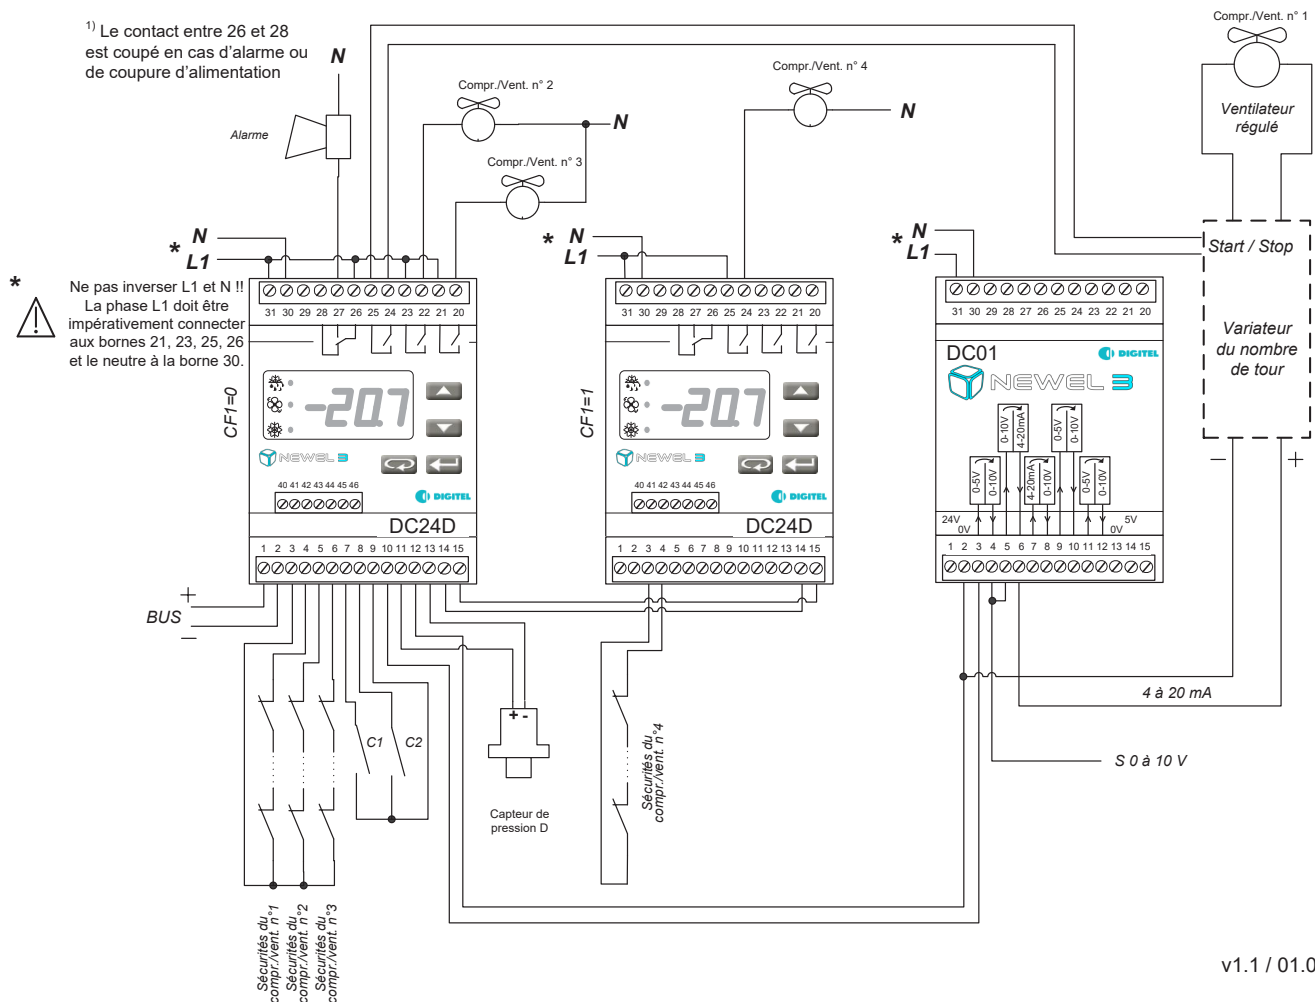 1) Le contact entre 26 et 28
est coupé en cas d'alarme ou
de coupure d'alimentation
N
Alarme
Compr./Vent. n° 2
N
Compr./Vent. n° 3
Compr./Vent. n° 4
N
Compr./Vent. n° 1
Ventilateur
régulé
* N
L1
* N
L1
* N
L1
Start / Stop
Variateur
du nombre
de tour
− +
*
Ne pas inverser L1 et N !!
La phase L1 doit être
impérativement connecter
aux bornes 21, 23, 25, 26
et le neutre à la borne 30.
31 30 29 28 27 26 25 24 23 22 21 20
CF1=0
-20.7
NEWEL 3
40 41 42 43 44 45 46
DIGITEL
DC24D
1 2 3 4 5 6 7 8 9 10 11 12 13 14 15
31 30 29 28 27 26 25 24 23 22 21 20
CF1=1
-20.7
NEWEL 3
40 41 42 43 44 45 46
DIGITEL
DC24D
1 2 3 4 5 6 7 8 9 10 11 12 13 14 15
31 30 29 28 27 26 25 24 23 22 21 20
DC01
DIGITEL
NEWEL 3
0-10V 4-20mA
0-5V 0-10V
0-5V 0-10V
4-20mA 0-10V
0-5V 0-10V
24V
0V
5V
0V
1 2 3 4 5 6 7 8 9 10 11 12 13 14 15
+
BUS
−
C1
C2
+ -
Capteur de
pression D
Sécurités du
compr./vent. n°4
4 à 20 mA
S 0 à 10 V
Sécurités du
compr./vent. n°1
Sécurités du
compr./vent. n°2
Sécurités du
compr./vent. n°3
v1.1 / 01.0